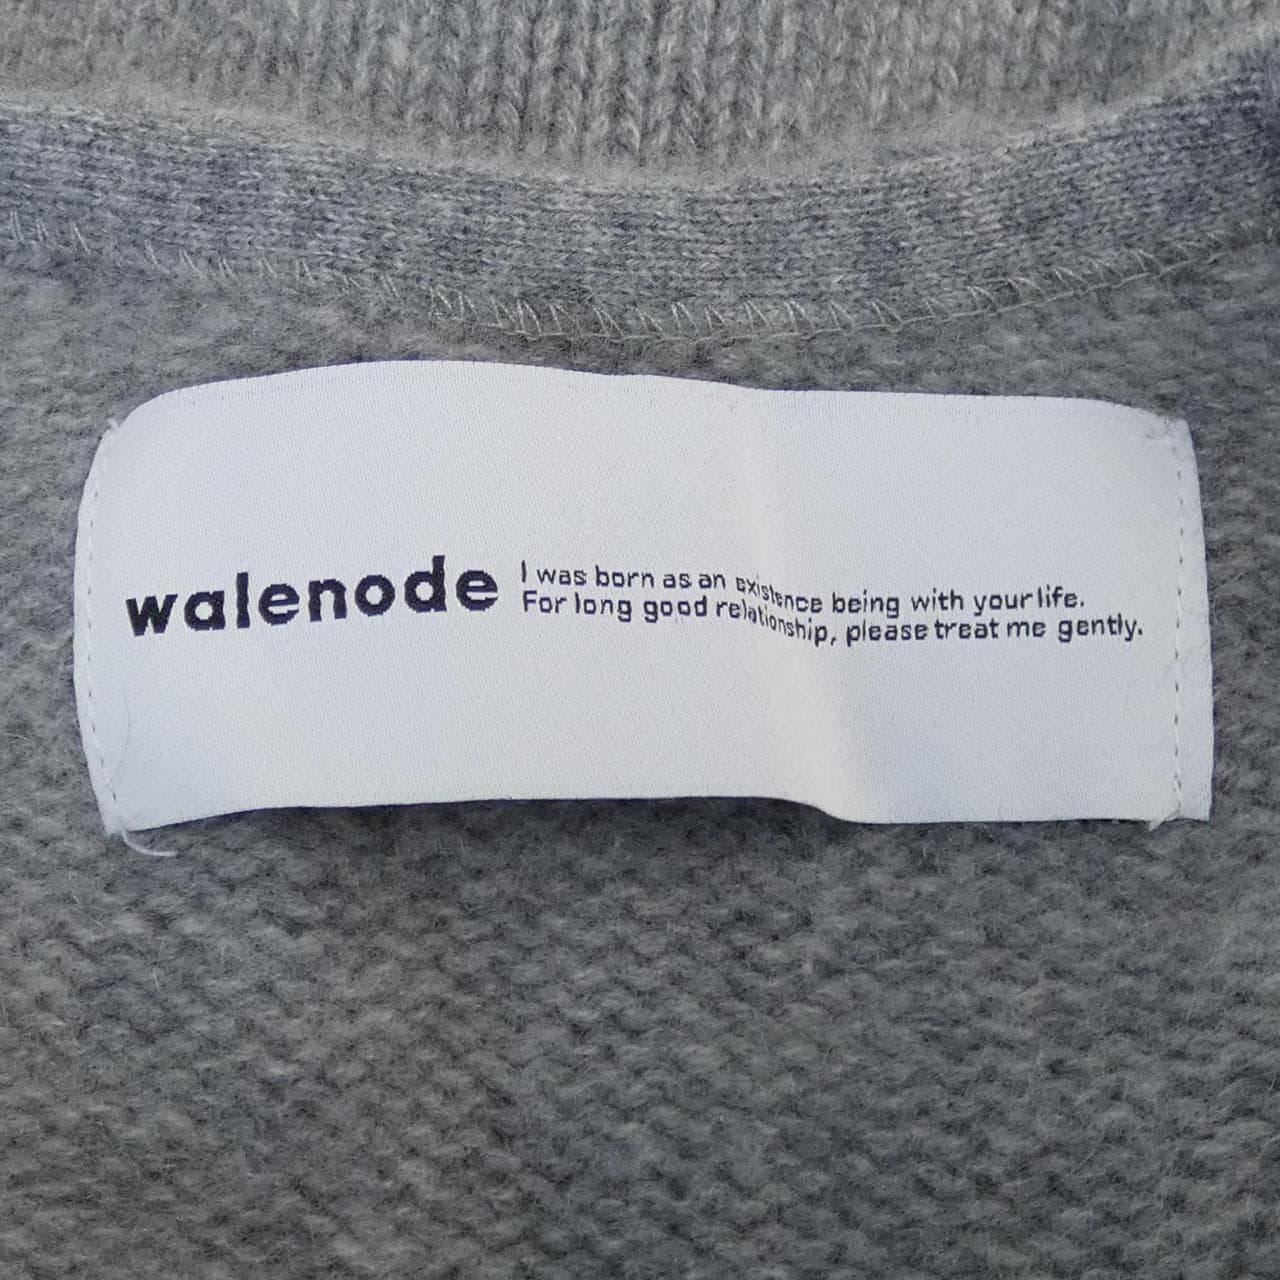 walenode
I was born as an existence being with your life.
For long good relationship, please treat me gently.